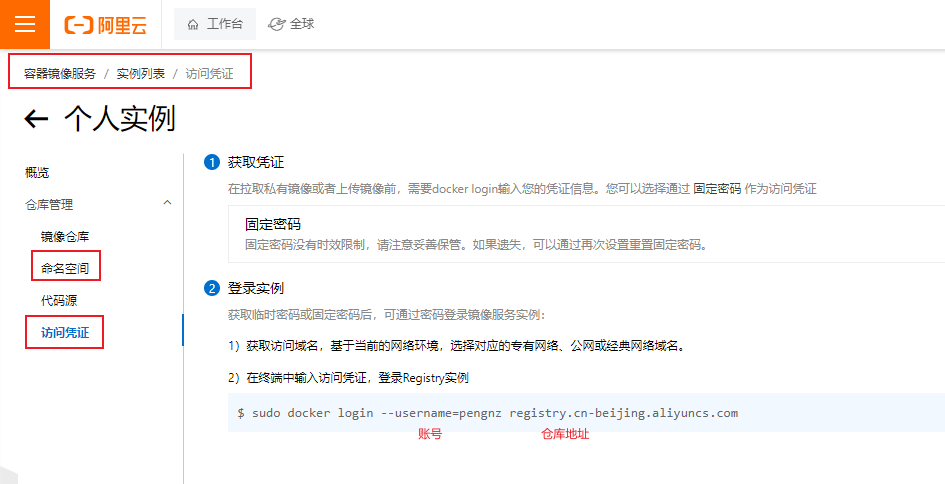 阿里云
工作台
全球
容器镜像服务 / 实例列表 / 访问凭证
个人实例
概览
仓库管理
镜像仓库
命名空间
代码源
访问凭证
1 获取凭证
在拉取私有镜像或者上传镜像前，需要docker login输入您的凭证信息。您可以选择通过 固定密码 作为访问凭证
固定密码
固定密码没有时效限制，请注意妥善保管。如果遗失，可以通过再次设置重置固定密码。
2 登录实例
获取临时密码或固定密码后，可通过密码登录镜像服务实例：
1）获取访问域名，基于当前的网络环境，选择对应的专有网络、公网或经典网络域名。
2）在终端中输入访问凭证，登录Registry实例
$ sudo docker login --username=pengnz registry.cn-beijing.aliyuncs.com
账号
仓库地址